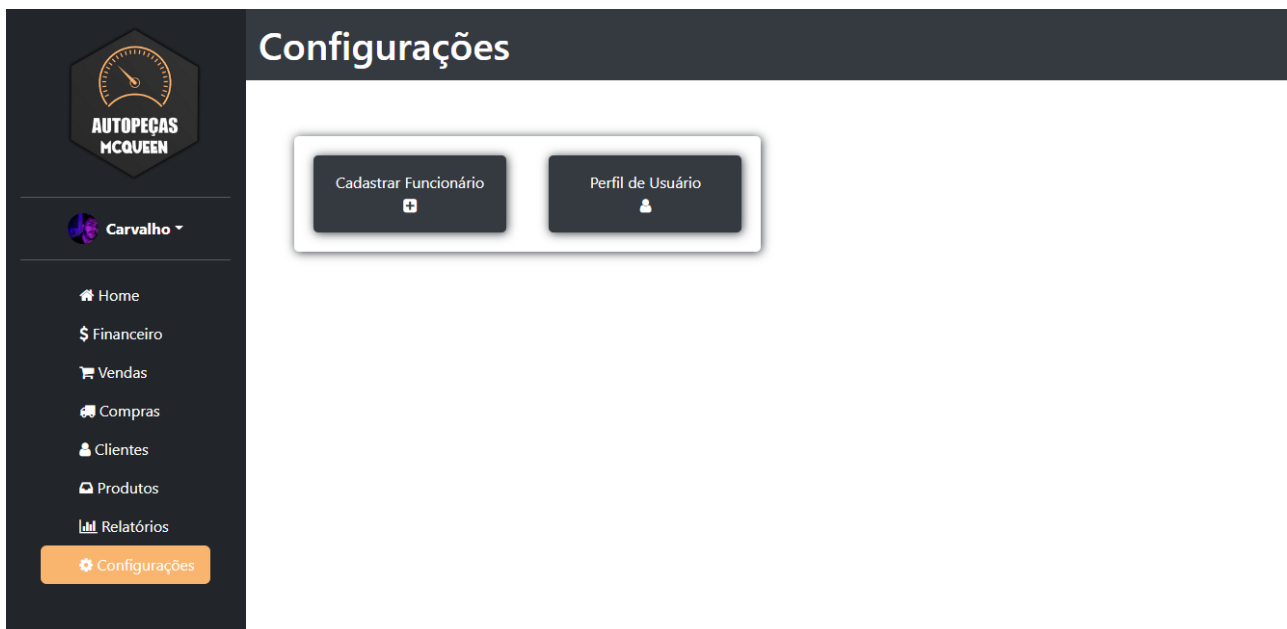 AUTOPEÇAS
MCQUEEN
Carvalho
Home
$ Financeiro
Vendas
Compras
Clientes
Produtos
Relatórios
Configurações
Configurações
Cadastrar Funcionário
Perfil de Usuário